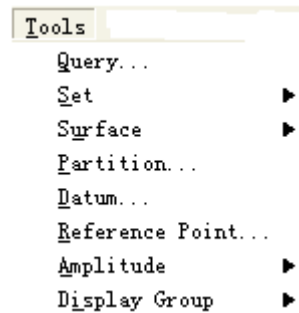 Tools
Query...
Set
Surface
Partition...
Datum...
Reference Point...
Amplitude
Display Group